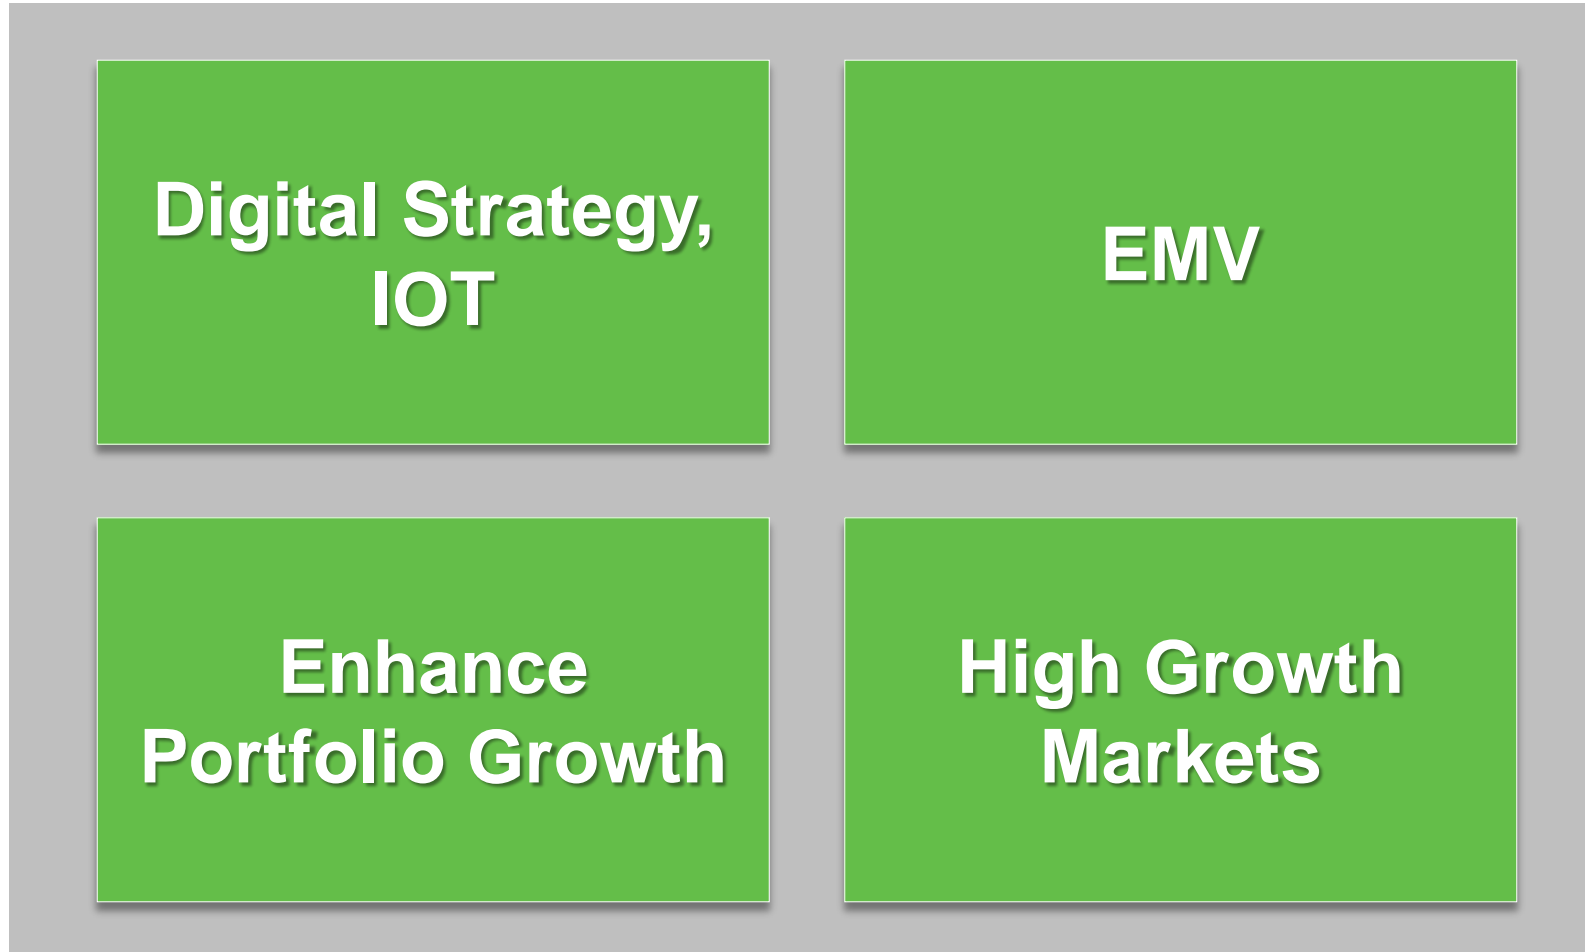 Digital Strategy,
IOT
EMV
Enhance
Portfolio Growth
High Growth
Markets